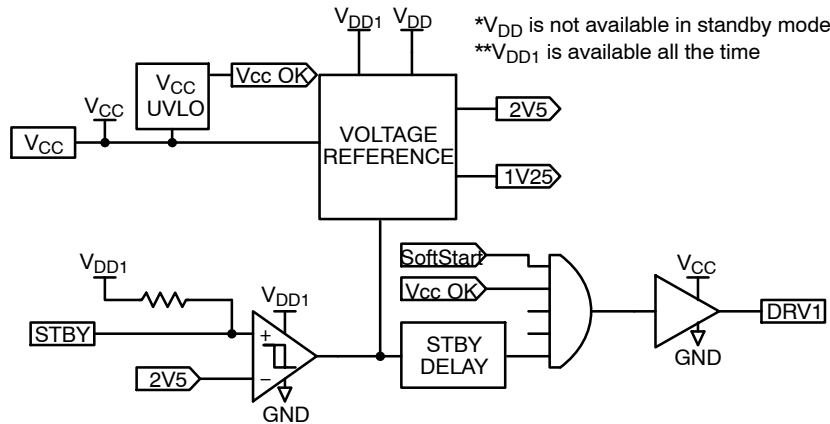 VDD1
VDD
*VDD is not available in standby mode
**VDD1 is available all the time
VCC
UVLO
Vcc OK
VCC
VCC
VOLTAGE
REFERENCE
2V5
1V25
SoftStart
VDD1
VDD1
Vcc OK
VCC
STBY
+
STBY
DELAY
DRV1
2V5
−
GND
GND